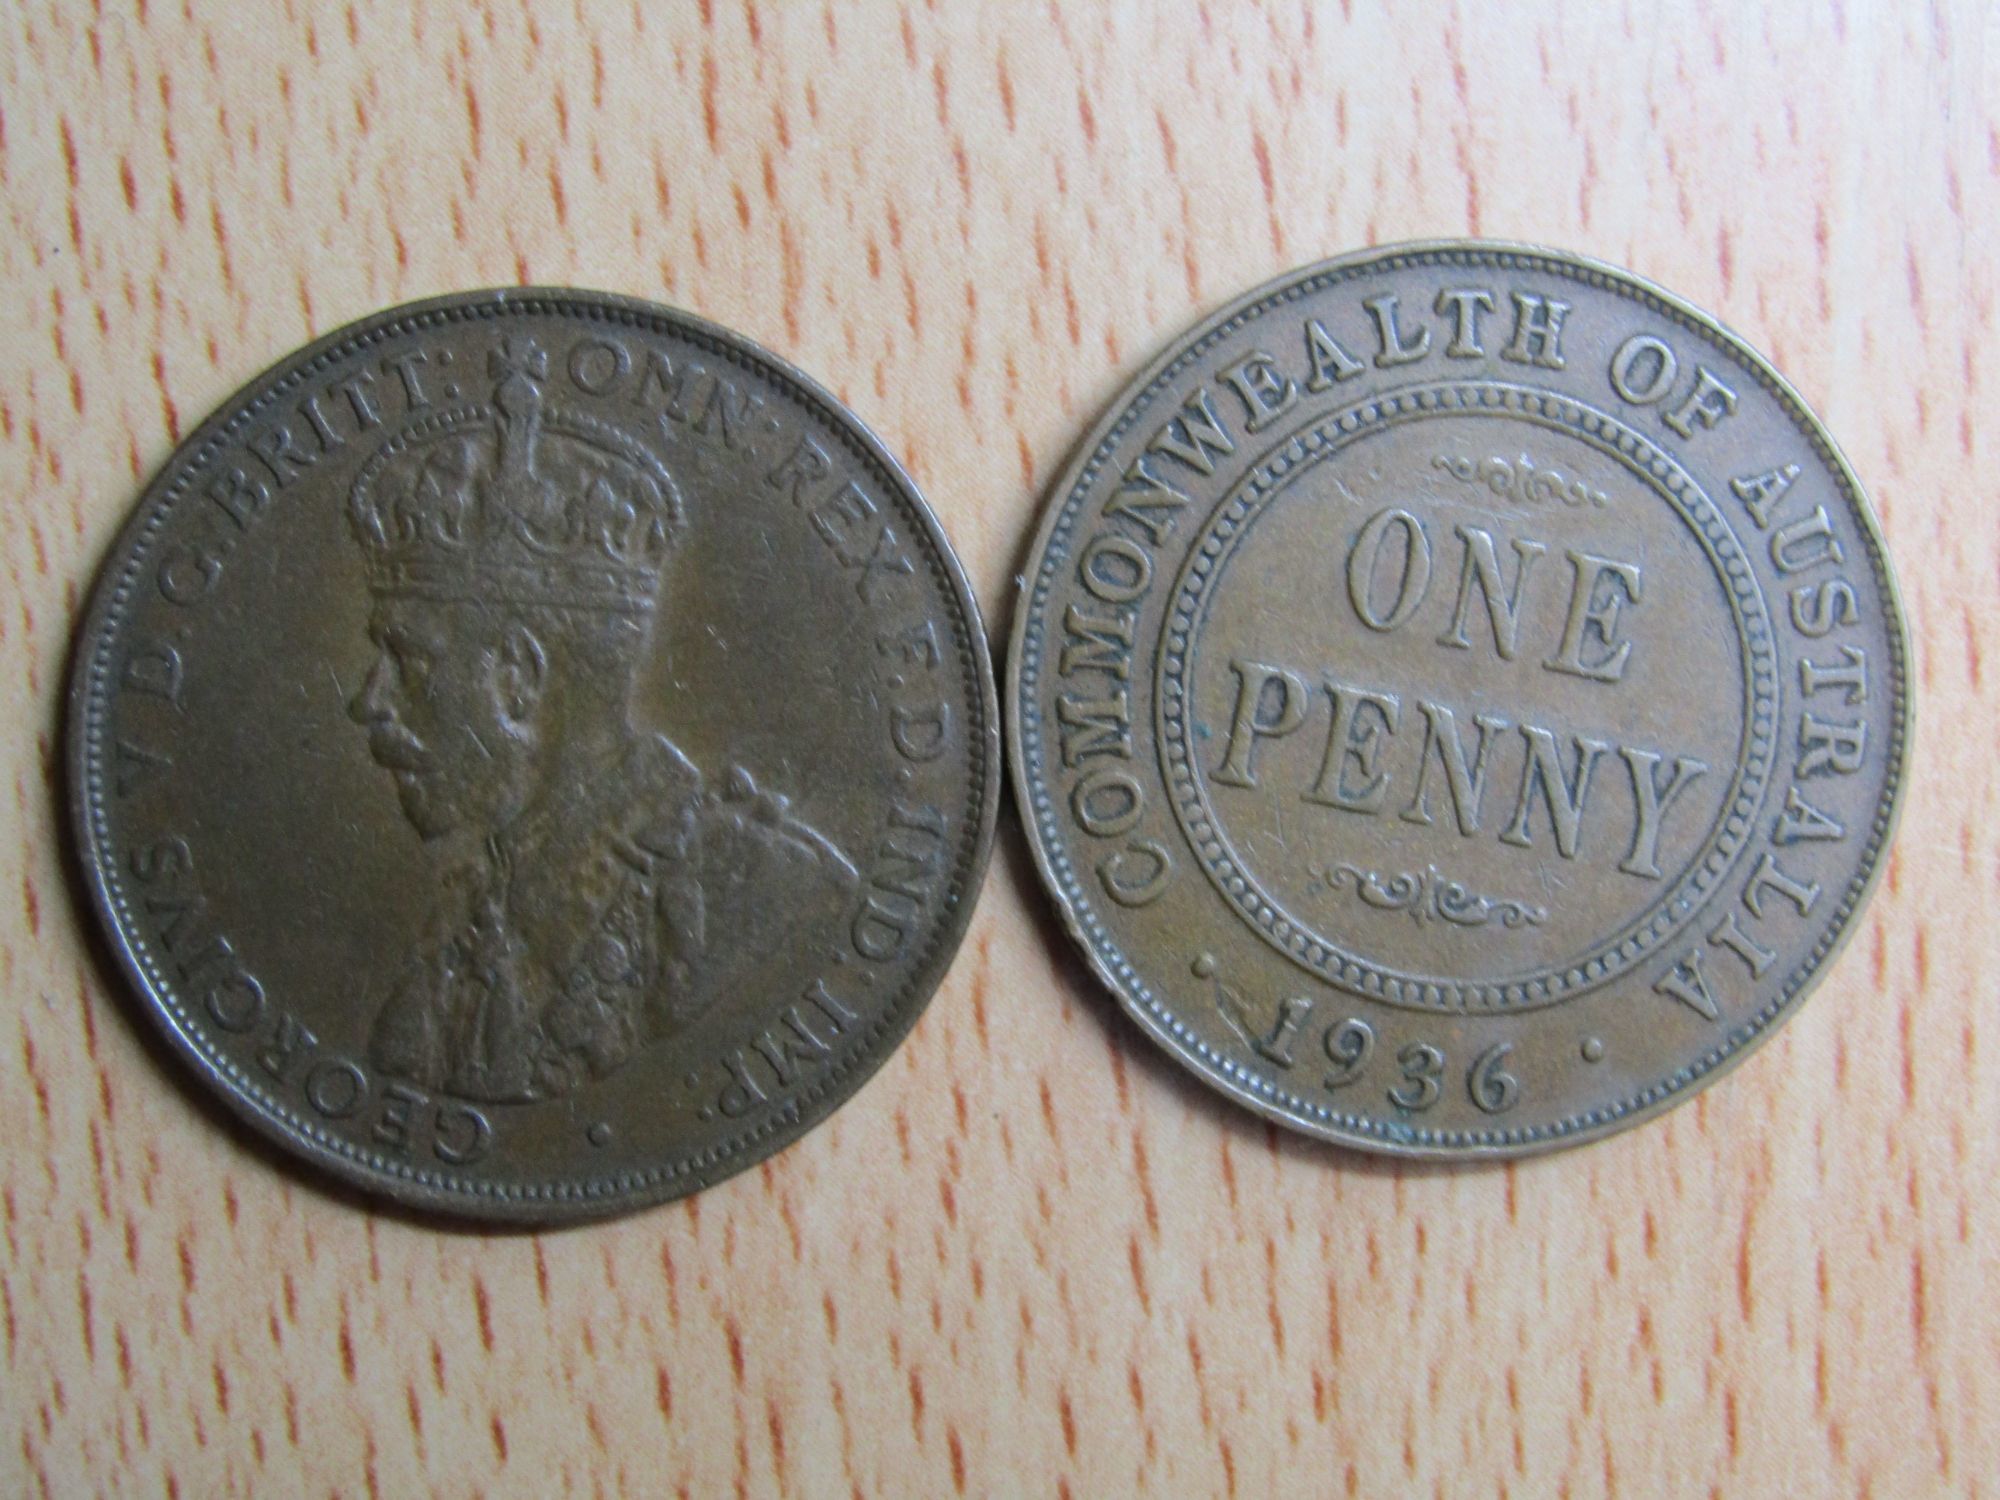 GEORGIVS V D.G.BRITT: OMN: REX.F.D.IND: IMP:
COMMONWEALTH OF AUSTRALIA
ONE
PENNY
· 1936 ·